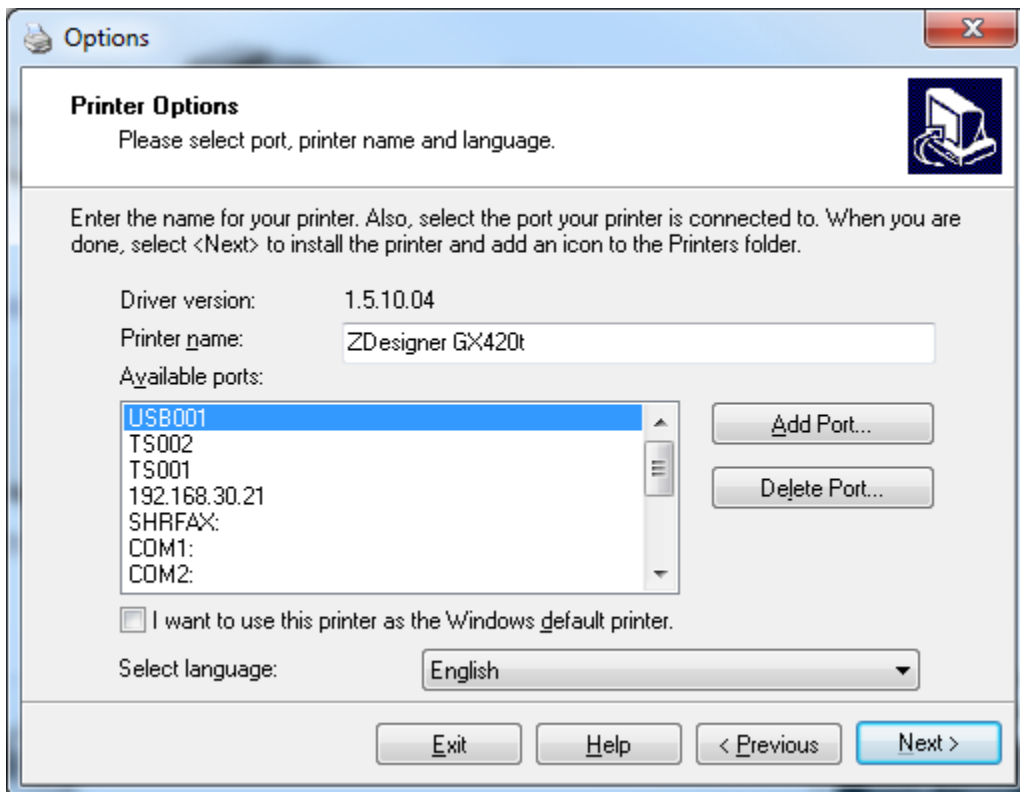 Options
Printer Options
Please select port, printer name and language.
Enter the name for your printer. Also, select the port your printer is connected to. When you are
done, select <Next> to install the printer and add an icon to the Printers folder.
Driver version: 1.5.10.04
Printer name: ZDesigner GX420t
Available ports:
USB001
TS002
TS001
192.168.30.21
SHRFAX:
COM1:
COM2:
Add Port...
Delete Port...
I want to use this printer as the Windows default printer.
Select language: English
Exit Help < Previous Next >